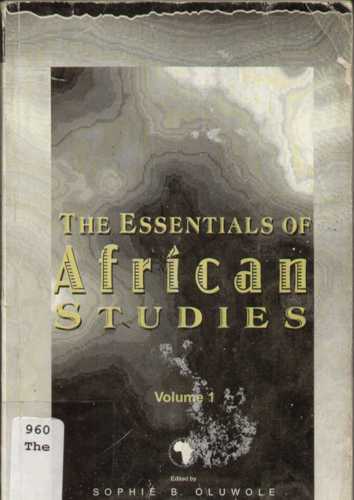 THE ESSENTIALS OF
African
STUDIES
Volume 1
960
The
Edited by
SOPHIE B. OLUWOLE